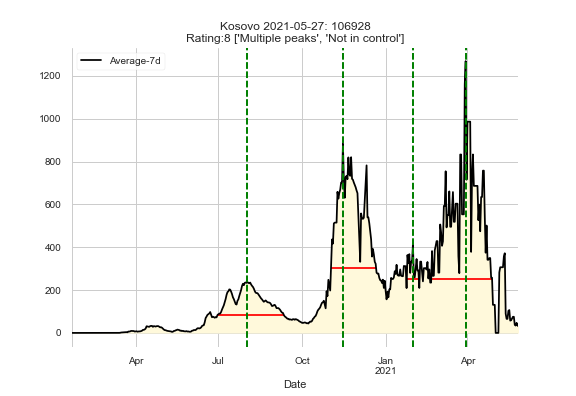 Kosovo 2021-05-27: 106928
Rating:8 ['Multiple peaks', 'Not in control']
Average-7d
1200
1000
800
600
400
200
0
Apr
Jul
Oct
Jan
2021
Apr
Date